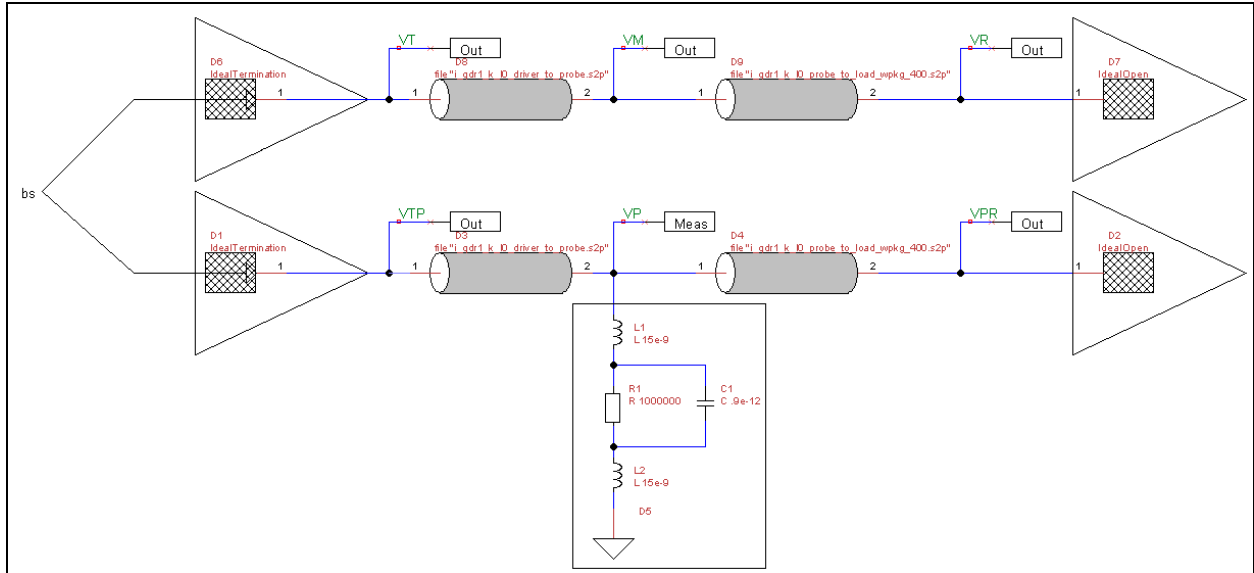 VT
Out
VM
Out
VR
Out
D6
IdealTermination
D8
file"i_gdr1_k_l0_driver_to_probe.s2p"
D9
file"i_gdr1_k_l0_probe_to_load_wpkg_400.s2p"
D7
IdealOpen
1
1
2
1
2
1
bs
VTP
Out
VP
Meas
VPR
Out
D1
IdealTermination
D3
file"i_gdr1_k_l0_driver_to_probe.s2p"
D4
file"i_gdr1_k_l0_probe_to_load_wpkg_400.s2p"
D2
IdealOpen
1
1
2
1
2
1
L1
L 15e-9
R1
R 1000000
C1
C .9e-12
L2
L 15e-9
D5